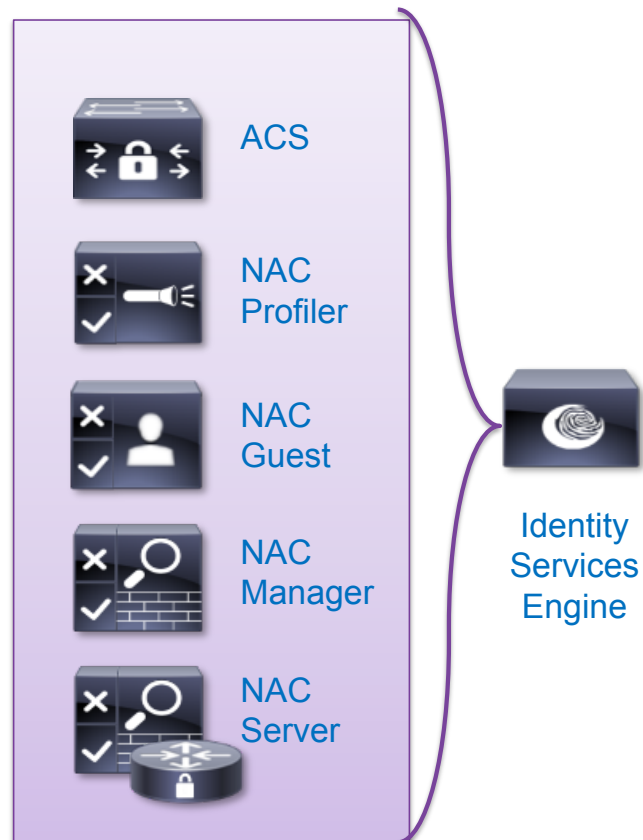 ACS
NAC
Profiler
NAC
Guest
NAC
Manager
NAC
Server
Identity
Services
Engine